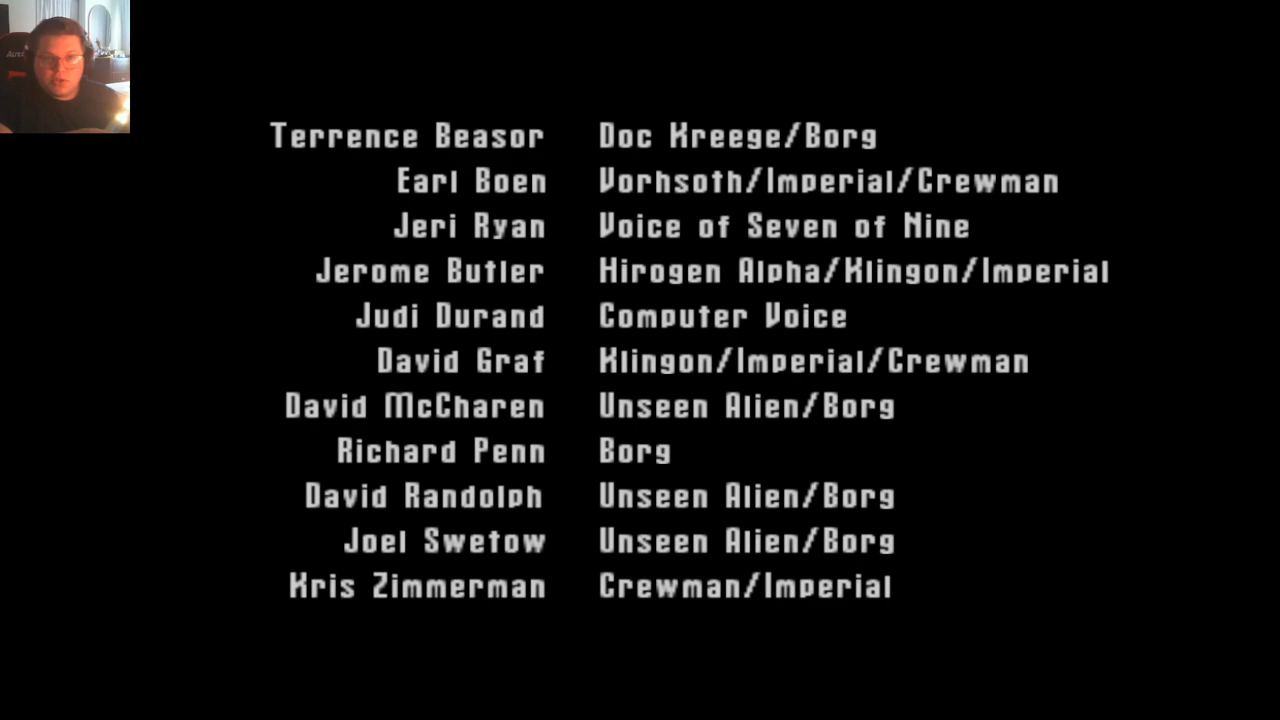 Terrence Beasor Doc Kreege/Borg
Earl Boen Vorhsoth/Imperial/Crewman
Jeri Ryan Voice of Seven of Nine
Jerome Butler Hirogen Alpha/Klingon/Imperial
Judi Durand Computer Voice
David Graf Klingon/Imperial/Crewman
David McCharen Unseen Alien/Borg
Richard Penn Borg
David Randolph Unseen Alien/Borg
Joel Swetow Unseen Alien/Borg
Kris Zimmerman Crewman/Imperial